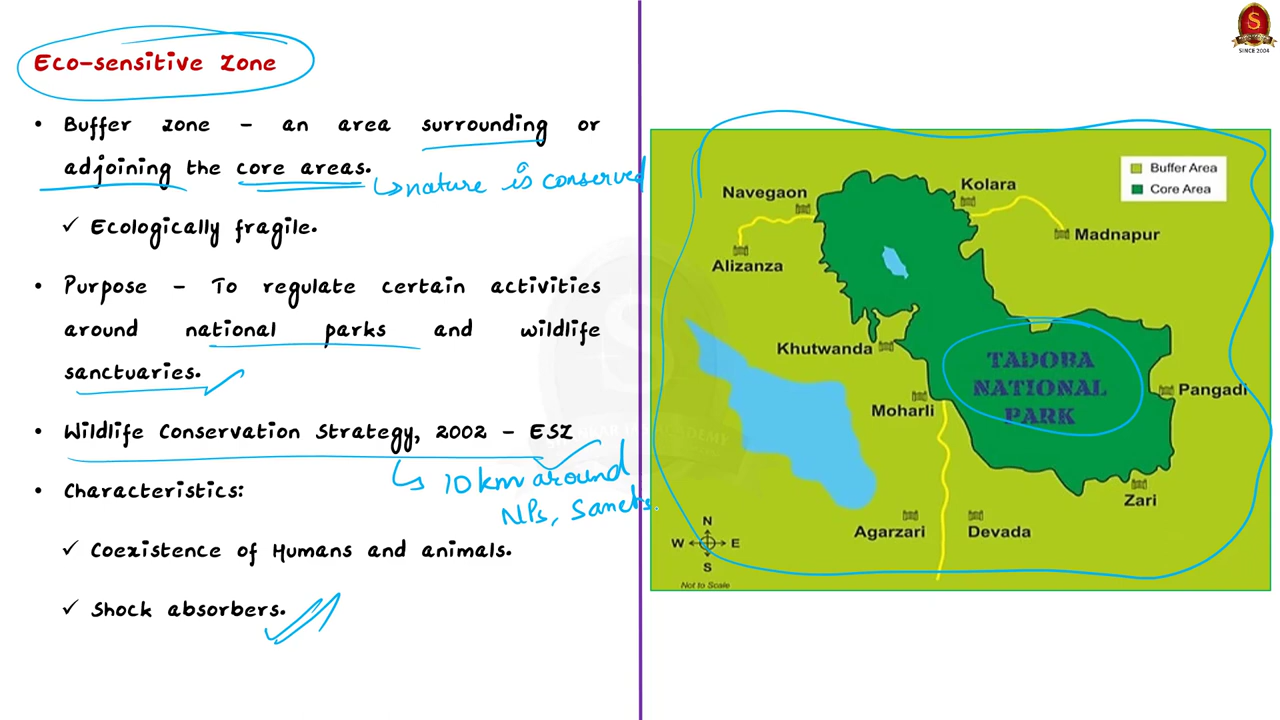 Eco-sensitive Zone
• Buffer zone – an area surrounding or
adjoining the core areas.
↳ nature is conserved
✓ Ecologically fragile.
• Purpose – To regulate certain activities
around national parks and wildlife
sanctuaries.
• Wildlife Conservation Strategy, 2002 – ESZ
↳ 10 km around
NPs, Sancts.
• Characteristics:
✓ Coexistence of Humans and animals.
✓ Shock absorbers.
S
SINCE 2004
Buffer Area
Core Area
Navegaon
Kolara
Madnapur
Alizanza
Khutwanda
TADOBA
NATIONAL
PARK
Pangadi
Moharli
Zari
Agarzari
Devada
N
W E
S
Not to Scale